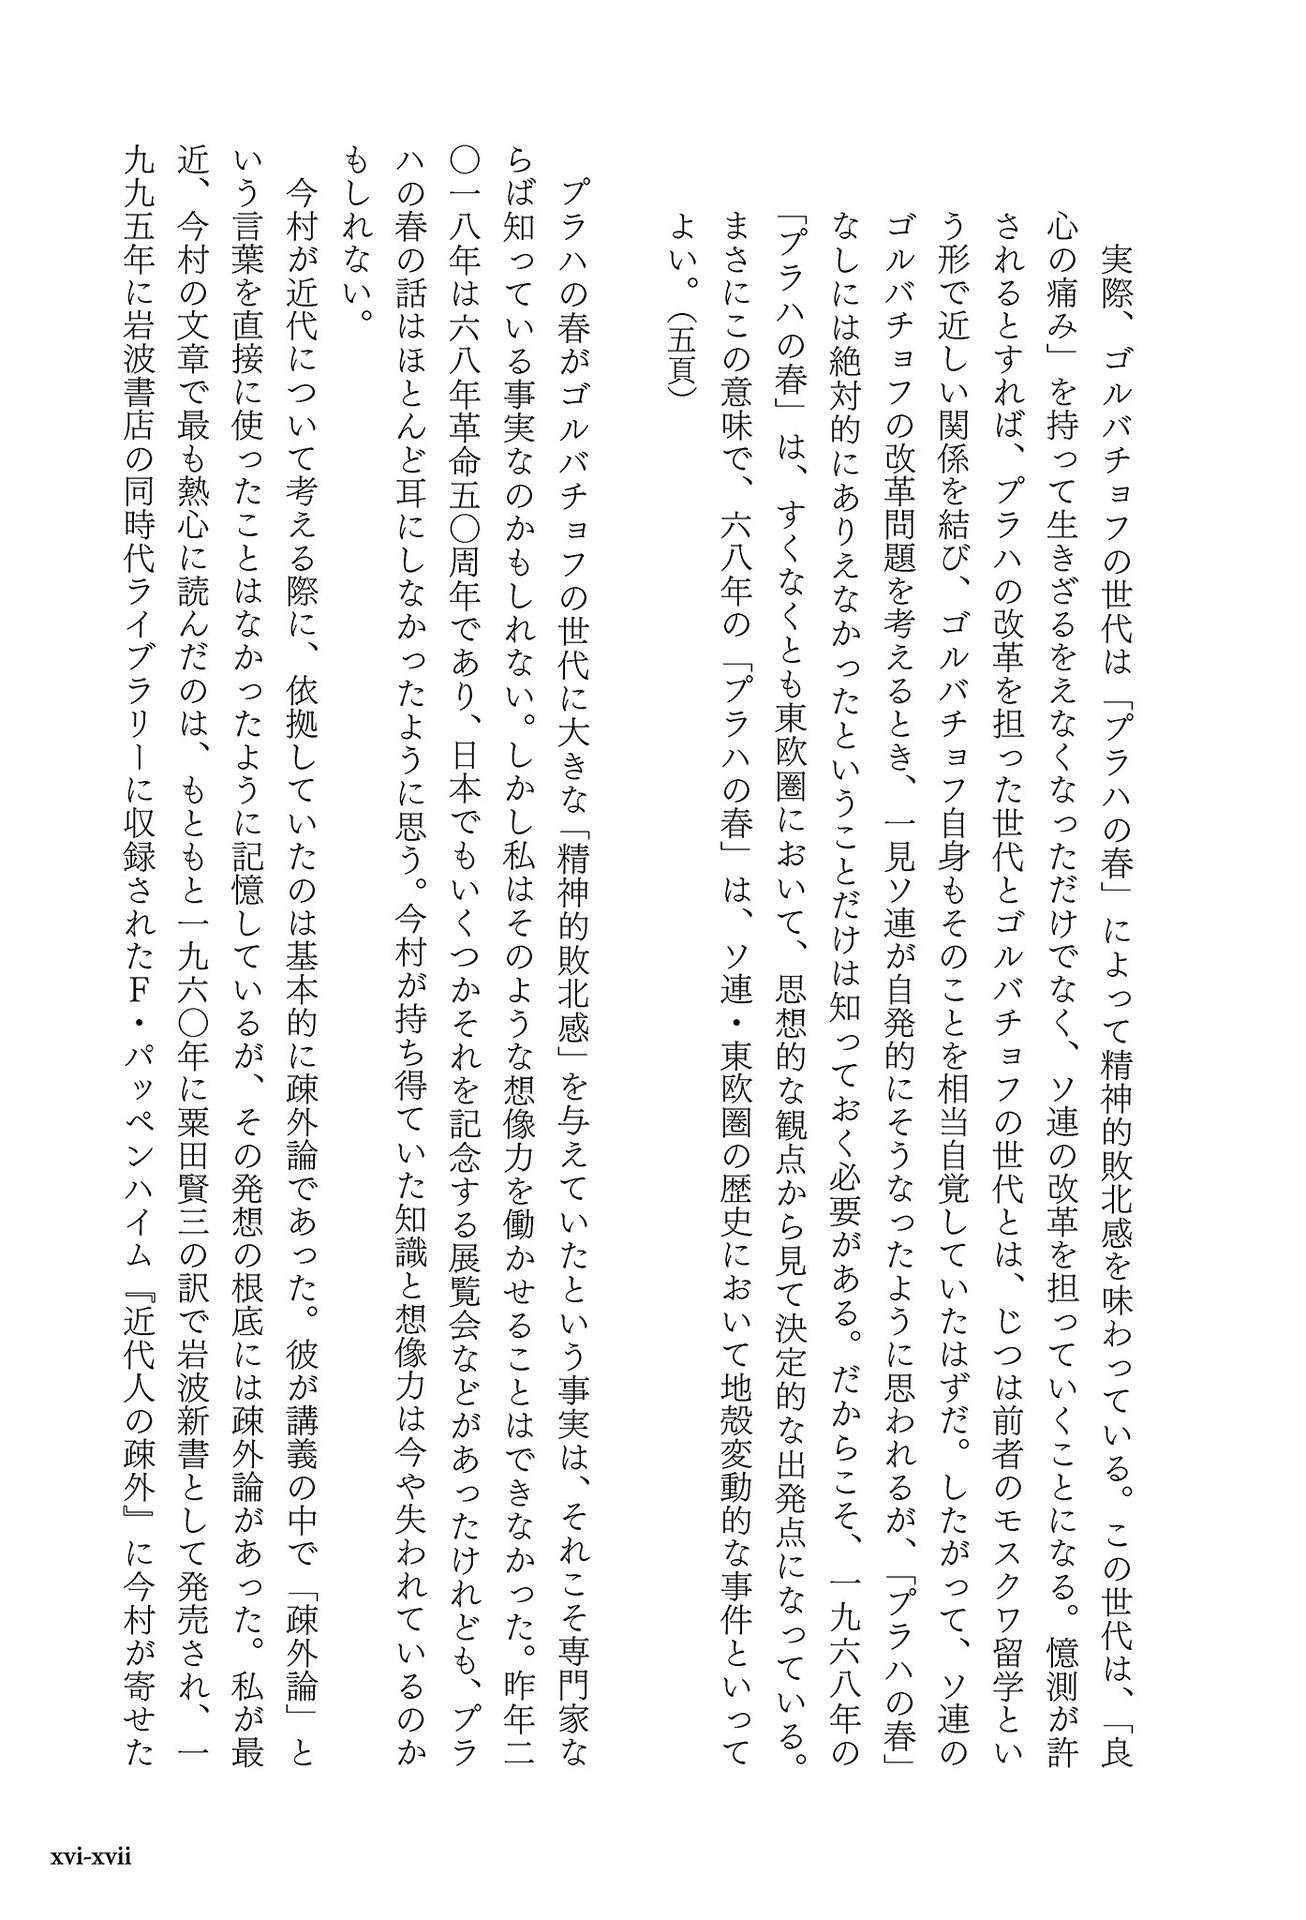 実際、ゴルバチョフの世代は「プラハの春」によって精神的敗北感を味わっている。この世代は、「良
心の痛み」を持って生きざるをえなくなっただけでなく、ソ連の改革を担っていくことになる。憶測が許
されるとすれば、プラハの改革を担った世代とゴルバチョフの世代とは、じつは前者のモスクワ留学とい
う形で近しい関係を結び、ゴルバチョフ自身もそのことを相当自覚していたはずだ。したがって、ソ連の
ゴルバチョフの改革問題を考えるとき、一見ソ連が自発的にそうなったように思われるが、「プラハの春」
なしには絶対的にありえなかったということだけは知っておく必要がある。だからこそ、一九六八年の
「プラハの春」は、すくなくとも東欧圏において、思想的な観点から見て決定的な出発点になっている。
まさにこの意味で、六八年の「プラハの春」は、ソ連・東欧圏の歴史において地殻変動的な事件といって
よい。（五頁）
プラハの春がゴルバチョフの世代に大きな「精神的敗北感」を与えていたという事実は、それこそ専門家な
らば知っている事実なのかもしれない。しかし私はそのような想像力を働かせることはできなかった。昨年二
〇一八年は六八年革命五〇周年であり、日本でもいくつかそれを記念する展覧会などがあったけれども、プラ
ハの春の話はほとんど耳にしなかったように思う。今村が持ち得ていた知識と想像力は今や失われているのか
もしれない。
今村が近代について考える際に、依拠していたのは基本的に疎外論であった。彼が講義の中で「疎外論」と
いう言葉を直接に使ったことはなかったように記憶しているが、その発想の根底には疎外論があった。私が最
近、今村の文章で最も熱心に読んだのは、もともと一九六〇年に粟田賢三の訳で岩波新書として発売され、一
九九五年に岩波書店の同時代ライブラリーに収録されたF・パッペンハイム『近代人の疎外』に今村が寄せた
xvi-xvii